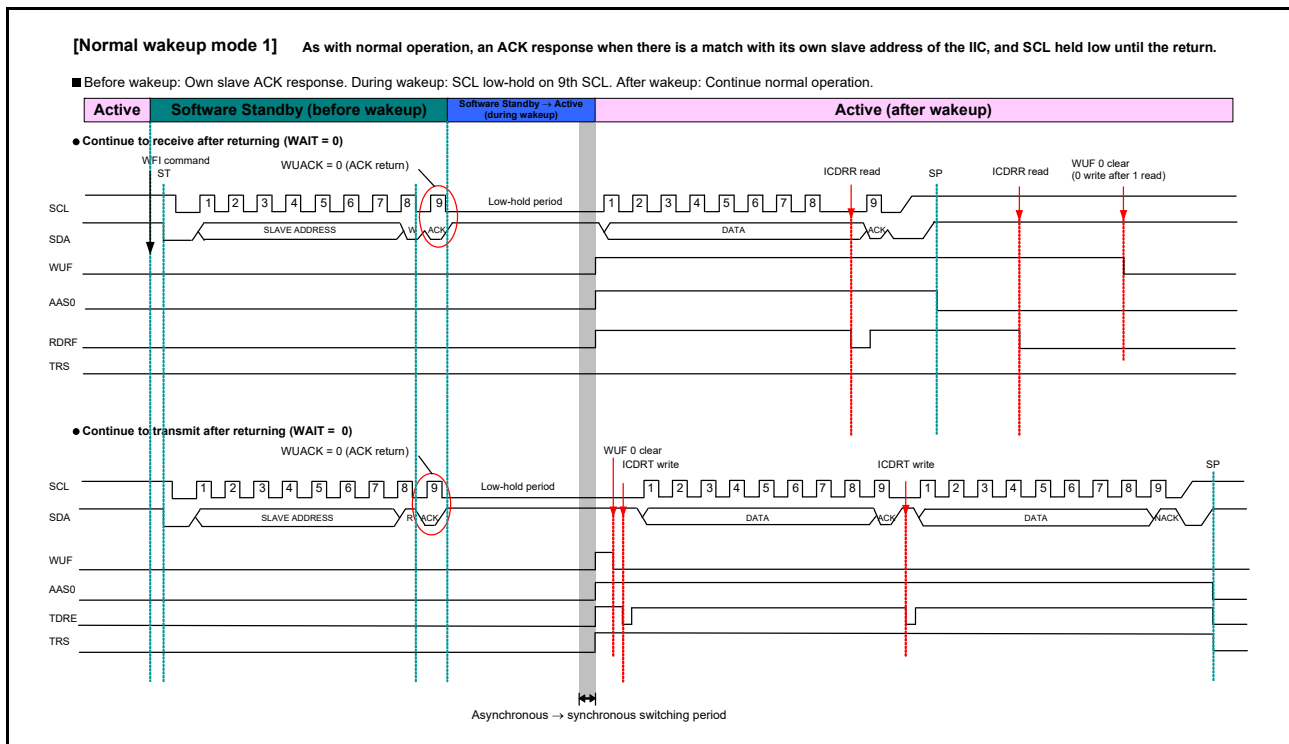 [Normal wakeup mode 1] As with normal operation, an ACK response when there is a match with its own slave address of the IIC, and SCL held low until the return.
■ Before wakeup: Own slave ACK response. During wakeup: SCL low-hold on 9th SCL. After wakeup: Continue normal operation.
Active Software Standby (before wakeup) Software Standby → Active (during wakeup) Active (after wakeup)
● Continue to receive after returning (WAIT = 0)
WFI command
ST
WUACK = 0 (ACK return)
ICDRR read
SP
ICDRR read
WUF 0 clear
(0 write after 1 read)
SCL 1 2 3 4 5 6 7 8 9 Low-hold period 1 2 3 4 5 6 7 8 9
SDA SLAVE ADDRESS W ACK DATA ACK
WUF
AAS0
RDRF
TRS
● Continue to transmit after returning (WAIT = 0)
WUACK = 0 (ACK return)
WUF 0 clear
ICDRT write
ICDRT write
SP
SCL 1 2 3 4 5 6 7 8 9 Low-hold period 1 2 3 4 5 6 7 8 9 1 2 3 4 5 6 7 8 9
SDA SLAVE ADDRESS R ACK DATA ACK DATA NACK
WUF
AAS0
TDRE
TRS
Asynchronous → synchronous switching period